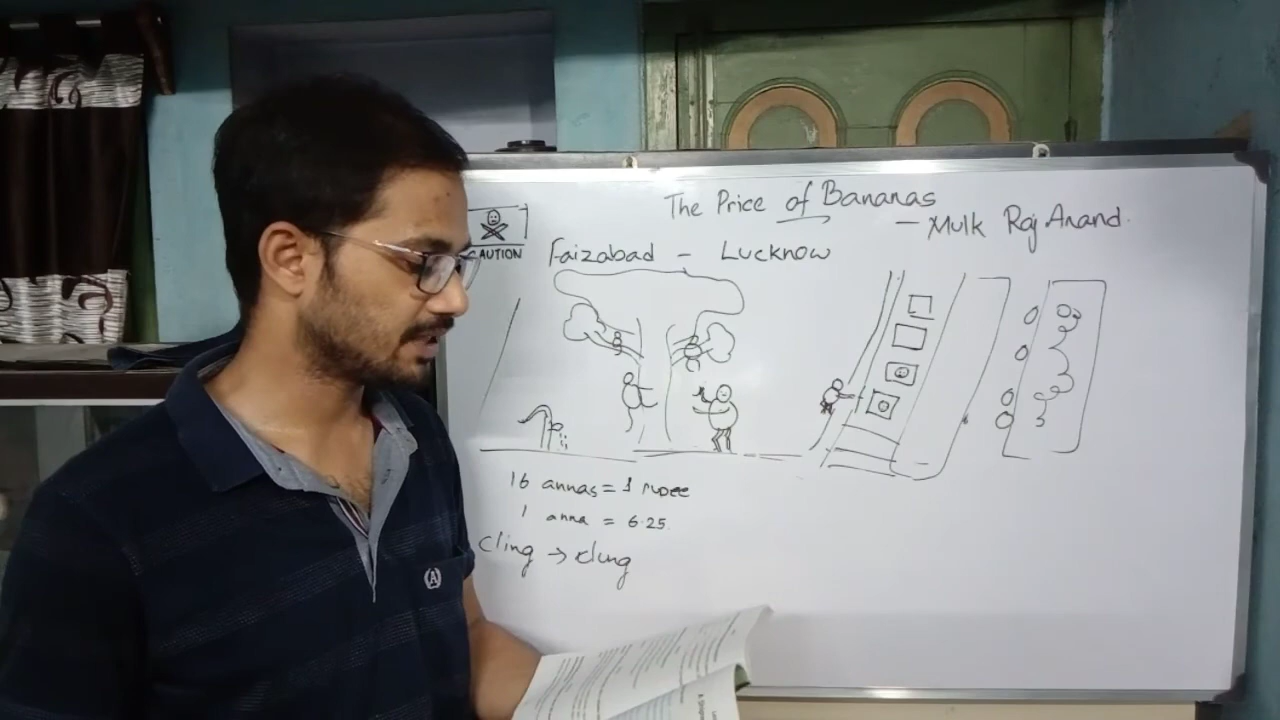 The Price of Bananas
- Mulk Raj Anand.
CAUTION
Faizabad - Lucknow
16 annas = 1 rupee
1 anna = 6.25
Cling → clung
A